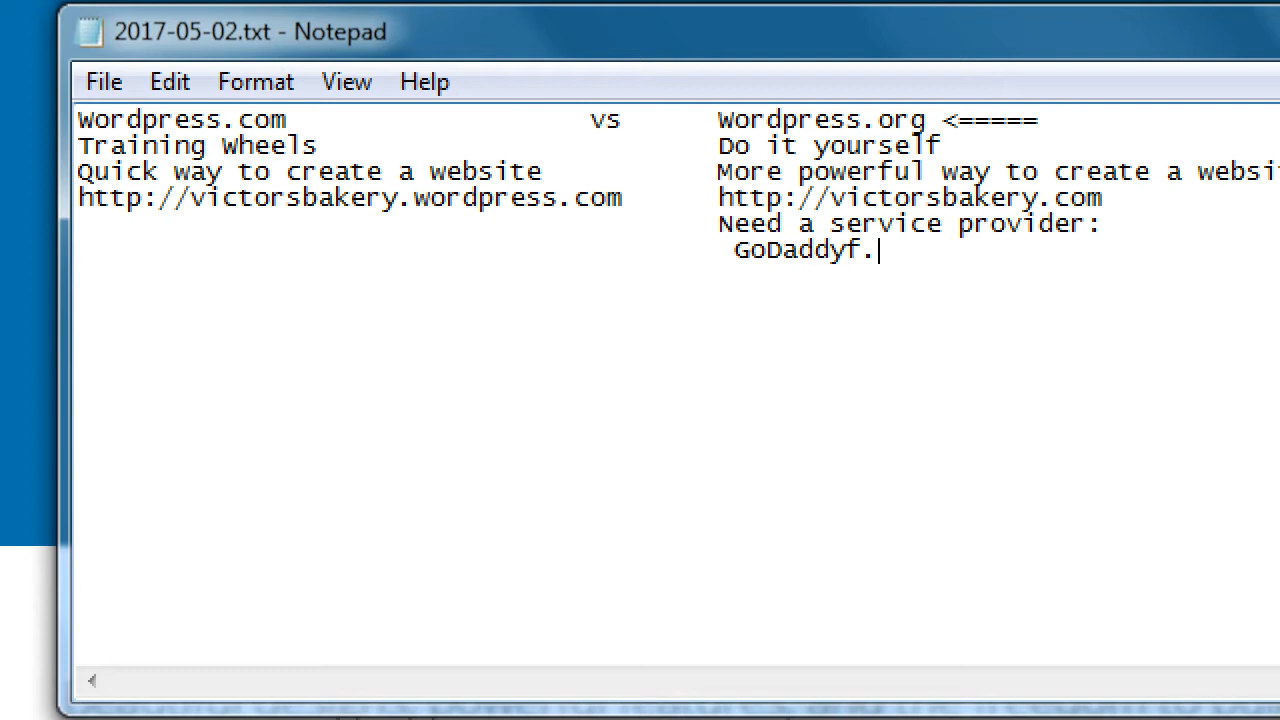 2017-05-02.txt - Notepad
File Edit Format View Help
Wordpress.com vs Wordpress.org <=====
Training Wheels Do it yourself
Quick way to create a website More powerful way to create a websi
http://victorsbakery.wordpress.com http://victorsbakery.com
Need a service provider:
GoDaddyf.